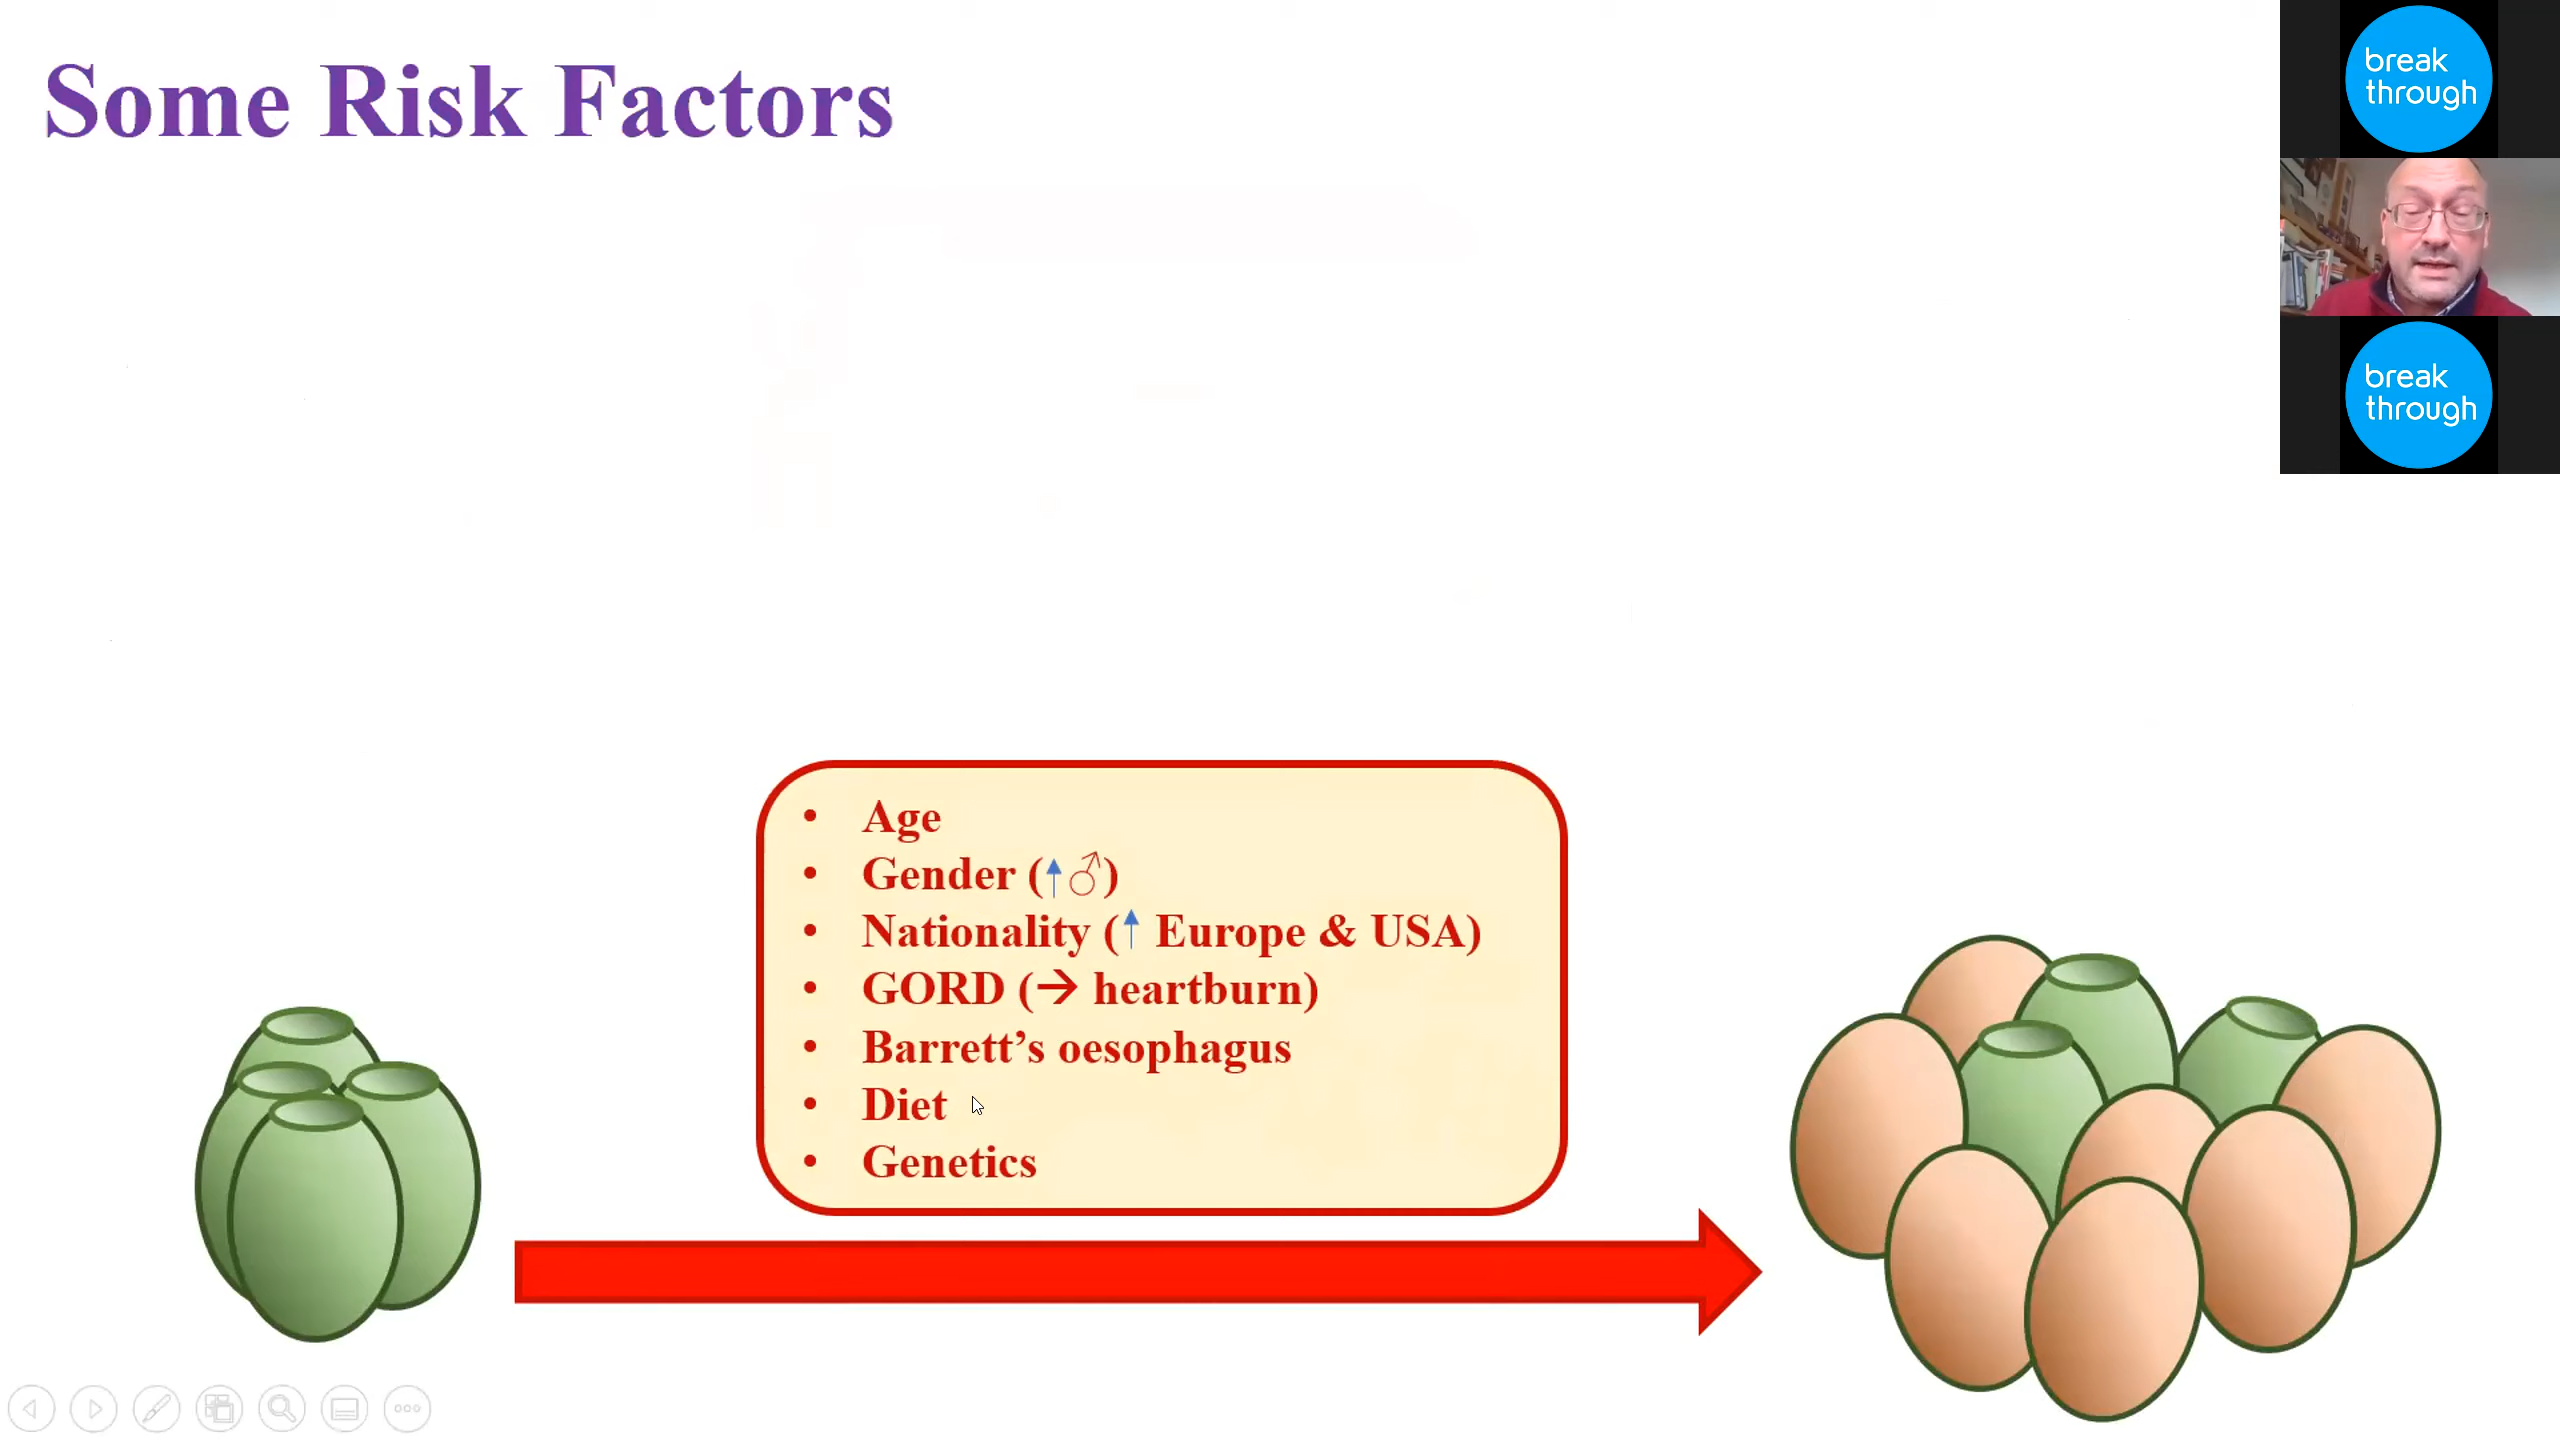 Some Risk Factors
break
through
break
through
• Age
• Gender (↑♂)
• Nationality (↑ Europe & USA)
• GORD (→ heartburn)
• Barrett’s oesophagus
• Diet
• Genetics